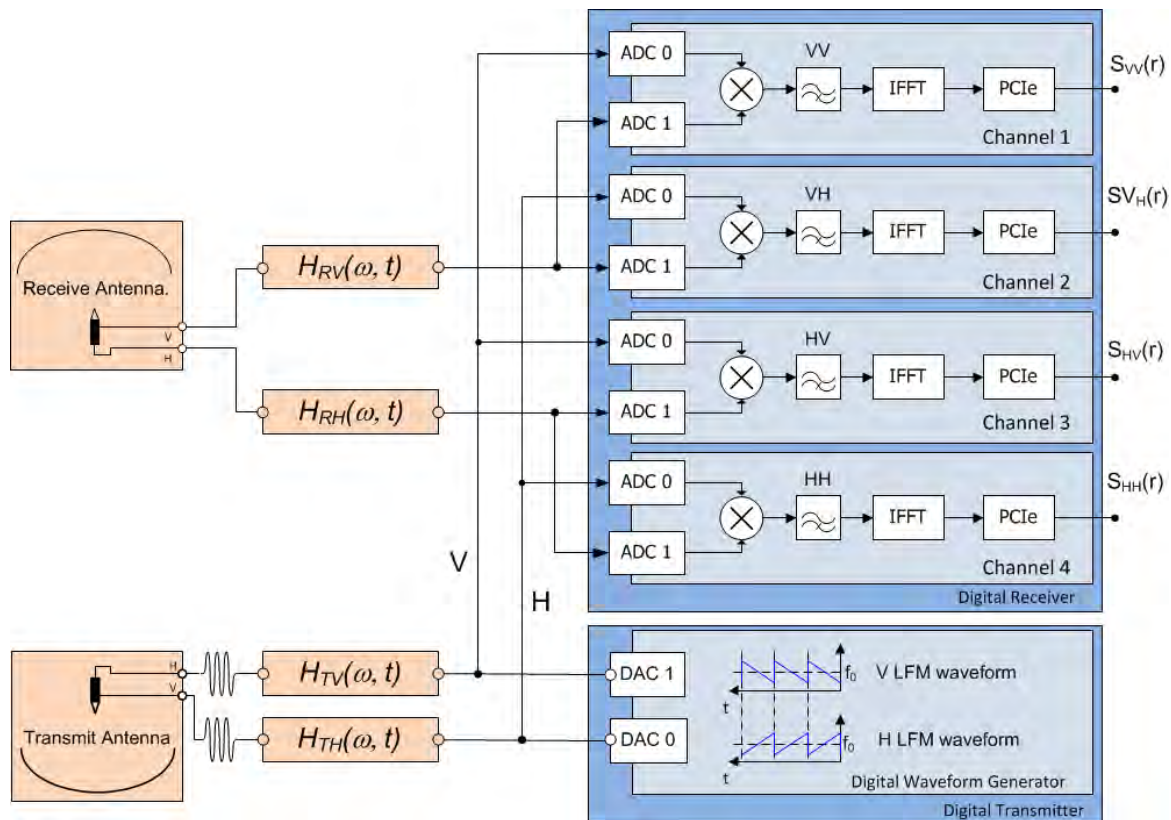 ADC 0
ADC 1
VV
IFFT
PCIe
Channel 1
S_VV(r)
ADC 0
ADC 1
VH
IFFT
PCIe
Channel 2
SV_H(r)
ADC 0
ADC 1
HV
IFFT
PCIe
Channel 3
S_HV(r)
ADC 0
ADC 1
HH
IFFT
PCIe
Channel 4
S_HH(r)
Digital Receiver
Receive Antenna.
V
H
H_RV(ω, t)
H_RH(ω, t)
V
H
H
V
Transmit Antenna
H_TV(ω, t)
H_TH(ω, t)
DAC 1
DAC 0
f₀
V LFM waveform
t
f₀
H LFM waveform
t
Digital Waveform Generator
Digital Transmitter